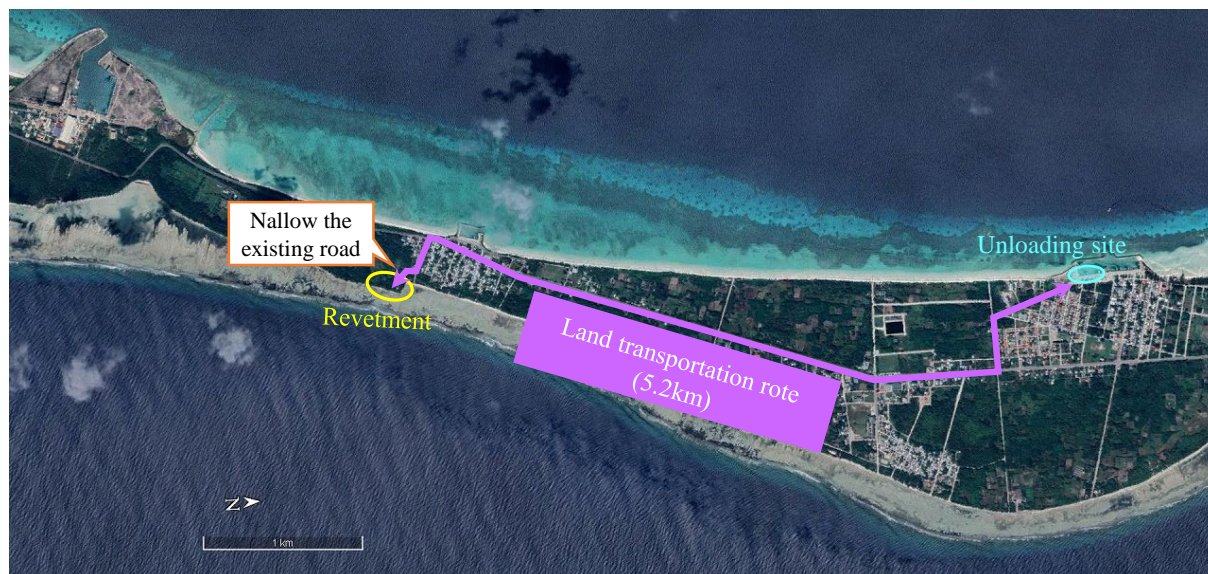 Nallow the
existing road
Revetment
Unloading site
Land transportation rote
(5.2km)
N
1 km